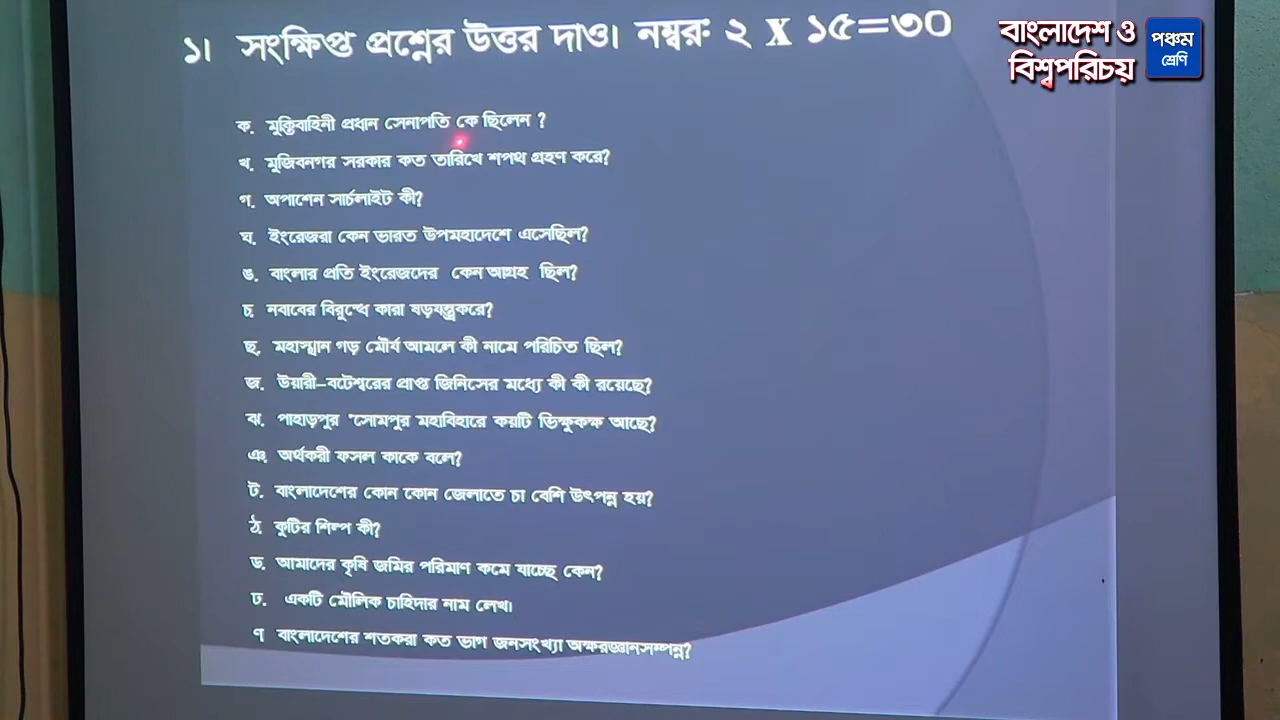 ১। সংক্ষিপ্ত প্রশ্নের উত্তর দাও। নম্বরঃ ২ X ১৫=৩০
বাংলাদেশ ও
বিশ্বপরিচয়
পঞ্চম
শ্রেণি
ক. মুক্তিবাহিনী প্রধান সেনাপতি কে ছিলেন ?
খ. মুজিবনগর সরকার কত তারিখে শপথ গ্রহণ করে?
গ. অপাশেন সার্চলাইট কী?
ঘ. ইংরেজরা কেন ভারত উপমহাদেশে এসেছিল?
ঙ. বাংলার প্রতি ইংরেজদের কেন আগ্রহ ছিল?
চ. নবাবের বিরুদ্ধে কারা ষড়যন্ত্রকরে?
ছ. মহাস্থান গড় মৌর্য আমলে কী নামে পরিচিত ছিল?
জ. উয়ারী–বটেশ্বরের প্রাপ্ত জিনিসের মধ্যে কী কী রয়েছে?
ঝ. পাহাড়পুর 'সোমপুর মহাবিহারে কয়টি ভিক্ষুকক্ষ আছে?
ঞ. অর্থকরী ফসল কাকে বলে?
ট. বাংলাদেশের কোন কোন জেলাতে চা বেশি উৎপন্ন হয়?
ঠ. কুটির শিল্প কী?
ড. আমাদের কৃষি জমির পরিমাণ কমে যাচ্ছে কেন?
ঢ. একটি মৌলিক চাহিদার নাম লেখ।
ণ বাংলাদেশের শতকরা কত ভাগ জনসংখ্যা অক্ষরজ্ঞানসম্পন্ন?